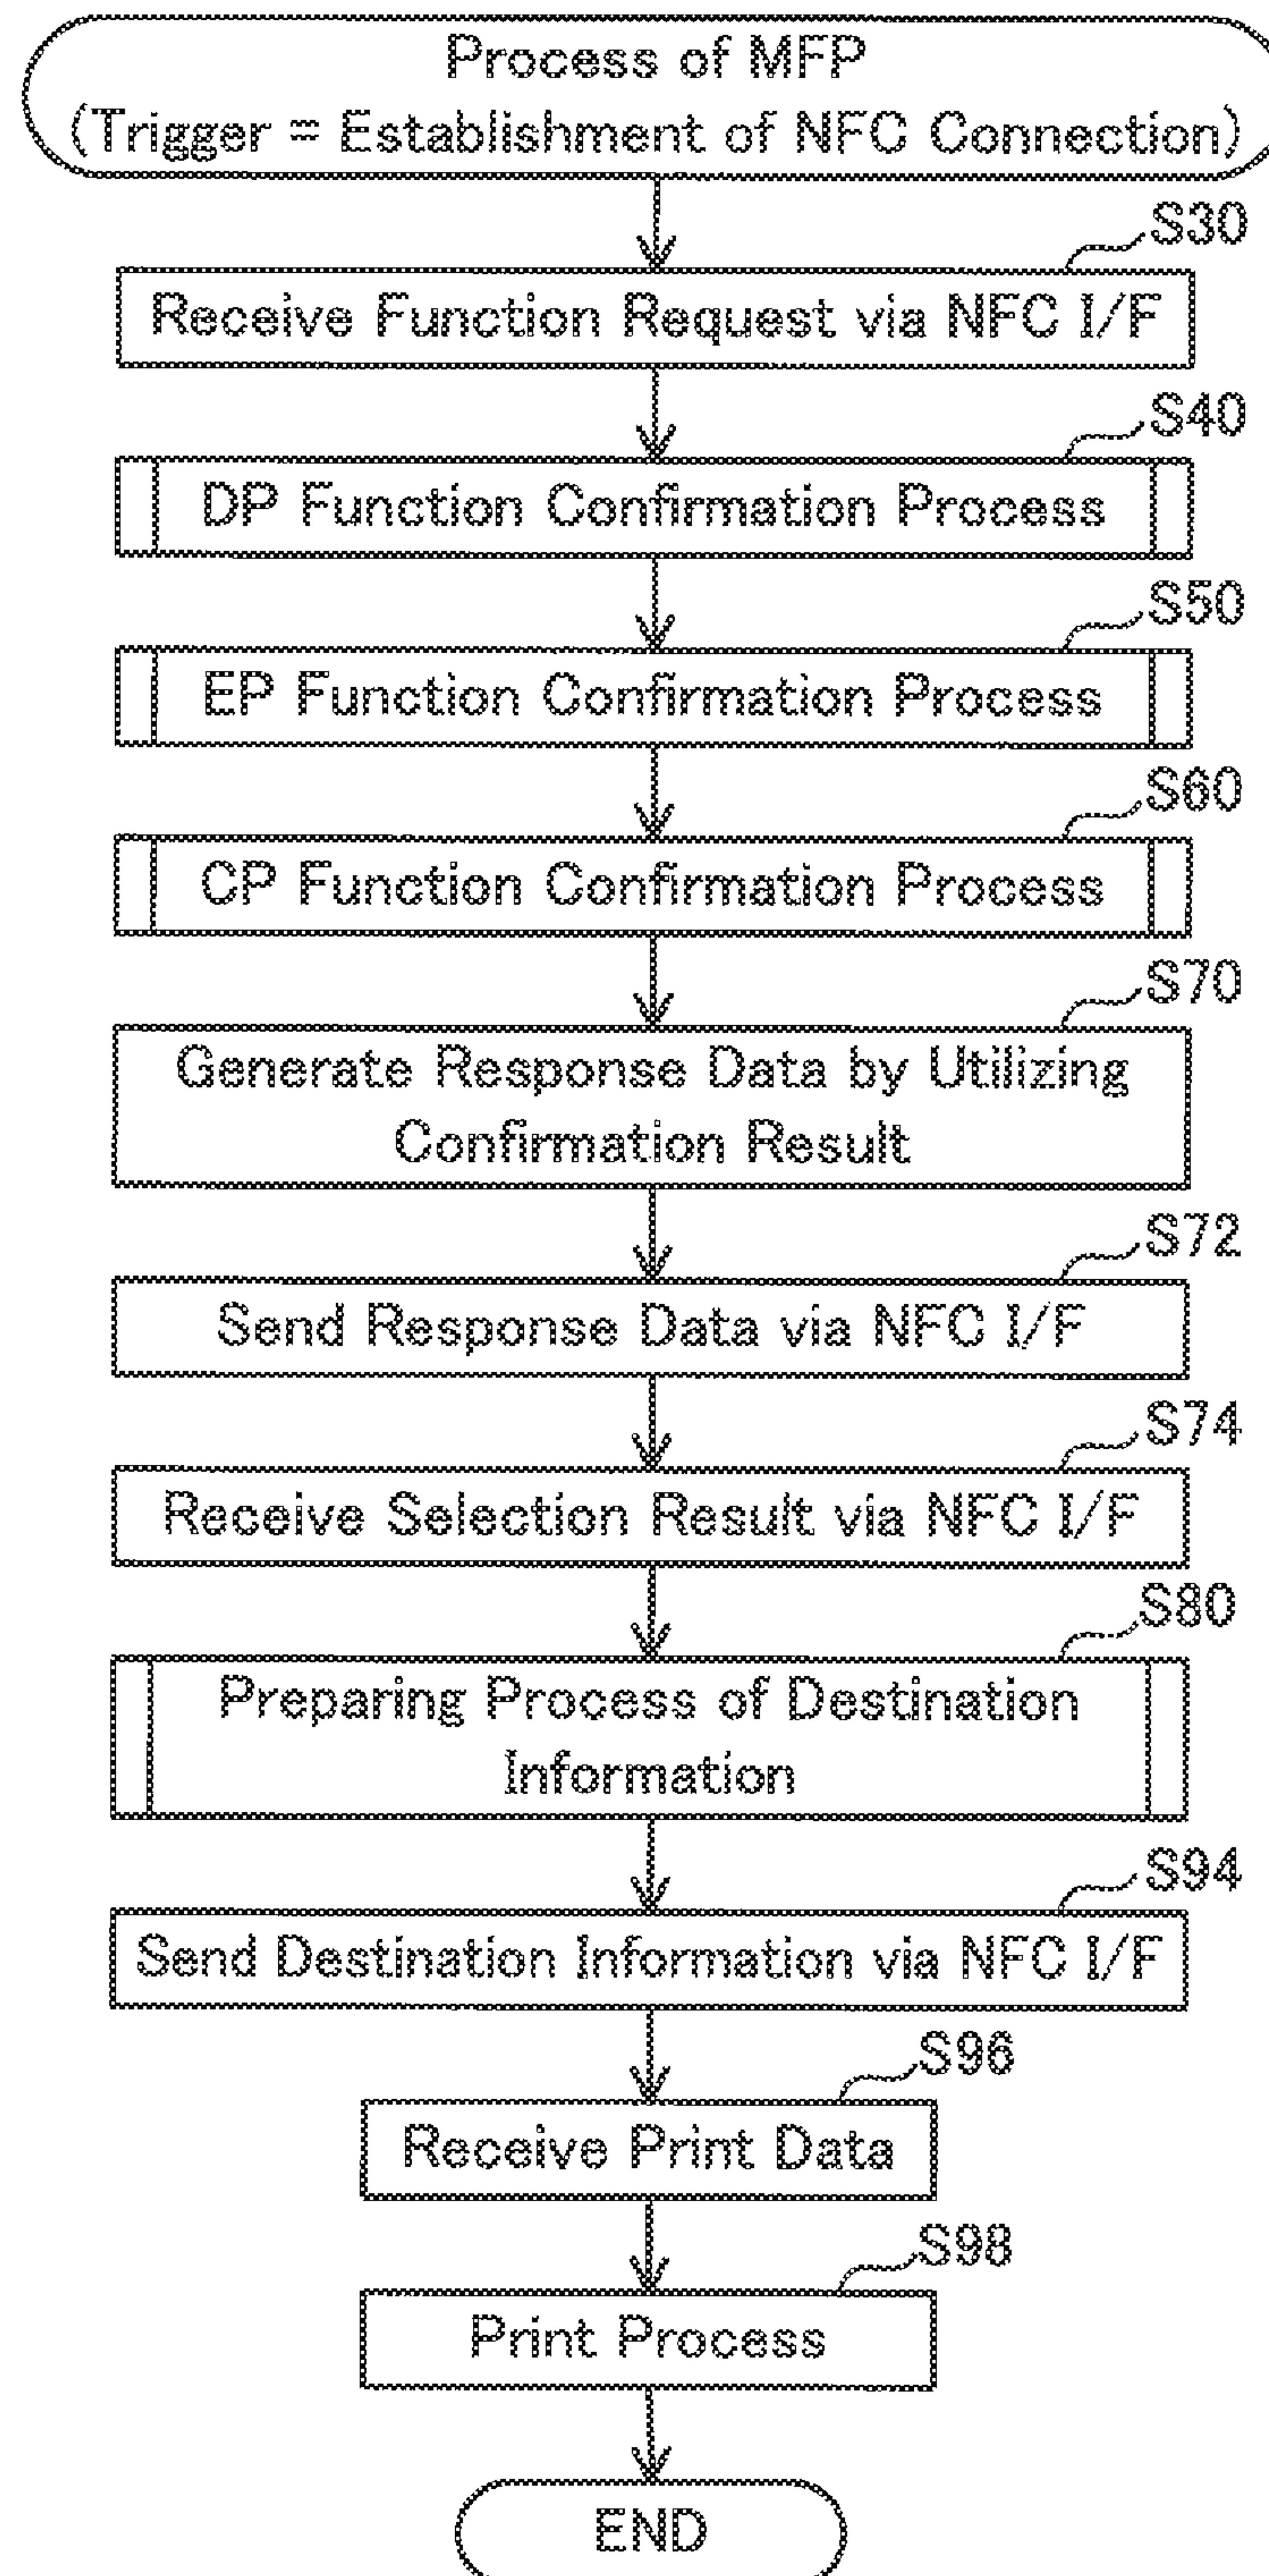 Process of MFP
(Trigger = Establishment of NFC Connection)
S30
Receive Function Request via NFC I/F
S40
DP Function Confirmation Process
S50
EP Function Confirmation Process
S60
CP Function Confirmation Process
S70
Generate Response Data by Utilizing
Confirmation Result
S72
Send Response Data via NFC I/F
S74
Receive Selection Result via NFC I/F
S80
Preparing Process of Destination
Information
S94
Send Destination Information via NFC I/F
S96
Receive Print Data
S98
Print Process
END